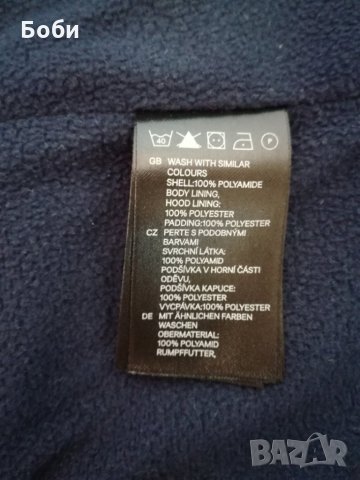 Боби
40
P
GB WASH WITH SIMILAR
COLOURS
SHELL:100% POLYAMIDE
BODY LINING,
HOOD LINING:
100% POLYESTER
PADDING:100% POLYESTER
CZ PERTE S PODOBNÝMI
BARVAMI
SVRCHNÍ LÁTKA:
100% POLYAMID
PODŠÍVKA V HORNÍ ČÁSTI
ODĚVU,
PODŠÍVKA KAPUCE:
100% POLYESTER
VYCPÁVKA:100% POLYESTER
DE MIT ÄHNLICHEN FARBEN
WASCHEN
OBERMATERIAL:
100% POLYAMID
RUMPFFUTTER,
BAZAR